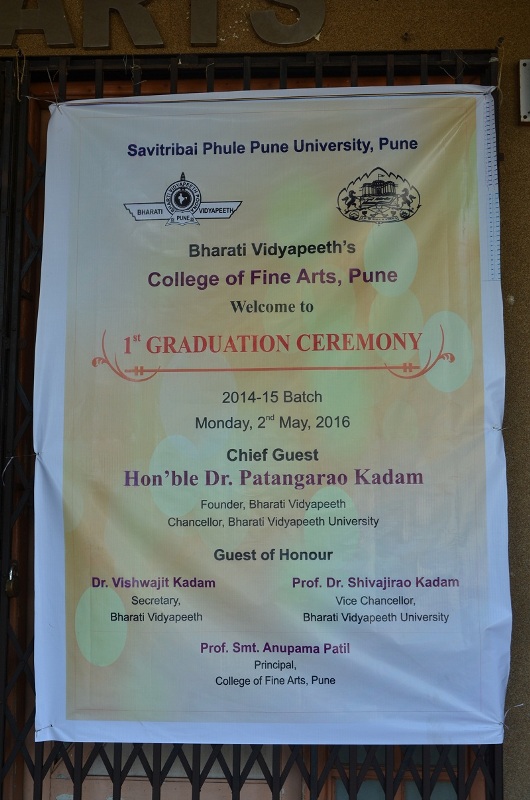 ARTS
Savitribai Phule Pune University, Pune
BHARATI VIDYAPEETH
PUNE
Bharati Vidyapeeth's
College of Fine Arts, Pune
Welcome to
1st GRADUATION CEREMONY
2014-15 Batch
Monday, 2nd May, 2016
Chief Guest
Hon'ble Dr. Patangarao Kadam
Founder, Bharati Vidyapeeth
Chancellor, Bharati Vidyapeeth University
Guest of Honour
Dr. Vishwajit Kadam
Secretary,
Bharati Vidyapeeth
Prof. Dr. Shivajirao Kadam
Vice Chancellor,
Bharati Vidyapeeth University
Prof. Smt. Anupama Patil
Principal,
College of Fine Arts, Pune